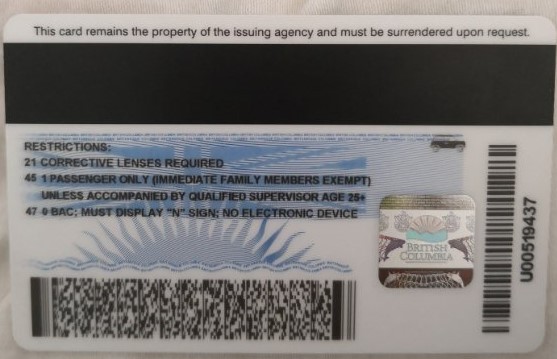 This card remains the property of the issuing agency and must be surrendered upon request.
RESTRICTIONS:
21 CORRECTIVE LENSES REQUIRED
45 1 PASSENGER ONLY (IMMEDIATE FAMILY MEMBERS EXEMPT)
UNLESS ACCOMPANIED BY QUALIFIED SUPERVISOR AGE 25+
47 0 BAC; MUST DISPLAY "N" SIGN; NO ELECTRONIC DEVICE
BRITISH
COLUMBIA
U00519437